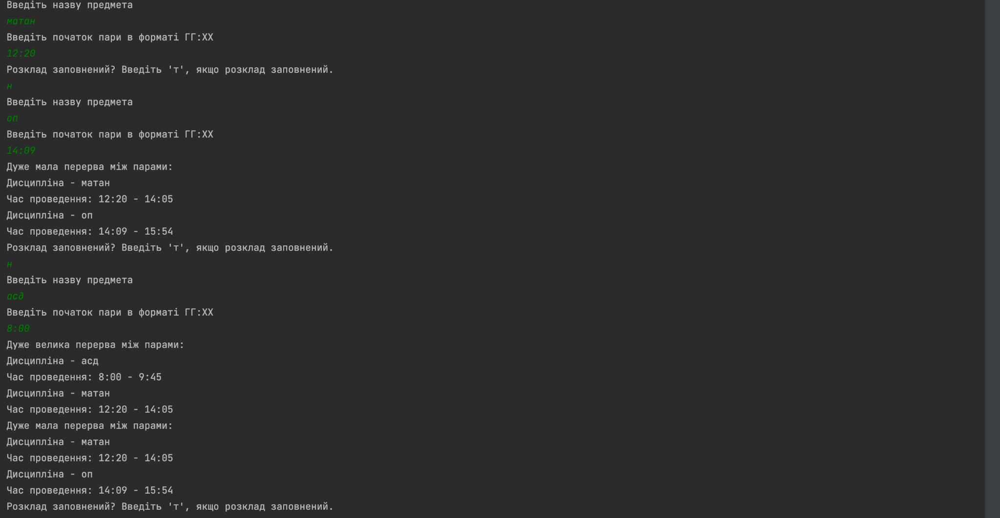 Введіть назву предмета
матан
Введіть початок пари в форматі ГГ:ХХ
12:20
Розклад заповнений? Введіть 'т', якщо розклад заповнений.
н
Введіть назву предмета
оп
Введіть початок пари в форматі ГГ:ХХ
14:09
Дуже мала перерва між парами:
Дисципліна - матан
Час проведення: 12:20 - 14:05
Дисципліна - оп
Час проведення: 14:09 - 15:54
Розклад заповнений? Введіть 'т', якщо розклад заповнений.
н
Введіть назву предмета
асд
Введіть початок пари в форматі ГГ:ХХ
8:00
Дуже велика перерва між парами:
Дисципліна - асд
Час проведення: 8:00 - 9:45
Дисципліна - матан
Час проведення: 12:20 - 14:05
Дуже мала перерва між парами:
Дисципліна - матан
Час проведення: 12:20 - 14:05
Дисципліна - оп
Час проведення: 14:09 - 15:54
Розклад заповнений? Введіть 'т', якщо розклад заповнений.